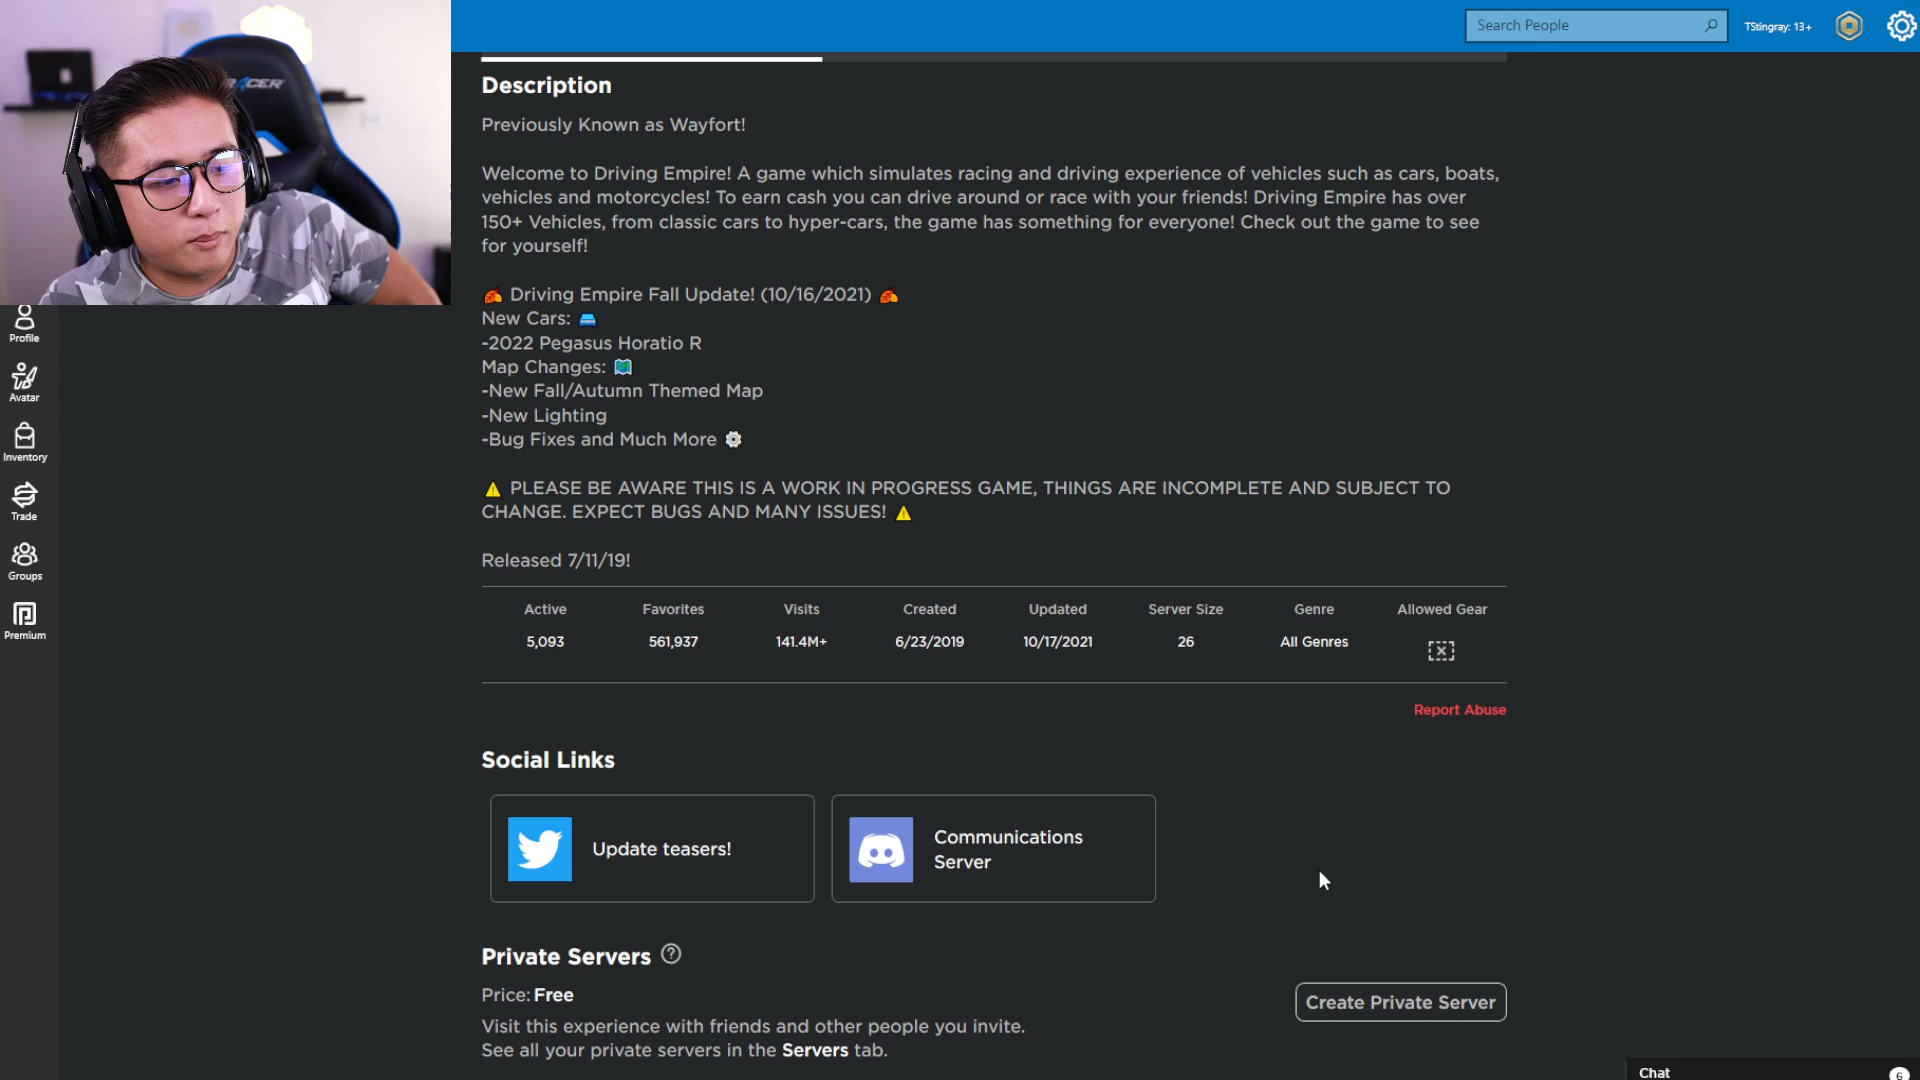 Search People
TStingray: 13+
RACER
Description
Previously Known as Wayfort!
Welcome to Driving Empire! A game which simulates racing and driving experience of vehicles such as cars, boats,
vehicles and motorcycles! To earn cash you can drive around or race with your friends! Driving Empire has over
150+ Vehicles, from classic cars to hyper-cars, the game has something for everyone! Check out the game to see
for yourself!
🍂 Driving Empire Fall Update! (10/16/2021) 🍂
New Cars: 🚘
-2022 Pegasus Horatio R
Map Changes: 🗺️
-New Fall/Autumn Themed Map
-New Lighting
-Bug Fixes and Much More ⚙️
⚠️ PLEASE BE AWARE THIS IS A WORK IN PROGRESS GAME, THINGS ARE INCOMPLETE AND SUBJECT TO
CHANGE. EXPECT BUGS AND MANY ISSUES! ⚠️
Released 7/11/19!
Profile
Avatar
Inventory
Trade
Groups
Premium
Active Favorites Visits Created Updated Server Size Genre Allowed Gear
5,093 561,937 141.4M+ 6/23/2019 10/17/2021 26 All Genres
Report Abuse
Social Links
Update teasers!
Communications
Server
Private Servers
Price: Free
Create Private Server
Visit this experience with friends and other people you invite.
See all your private servers in the Servers tab.
Chat
6